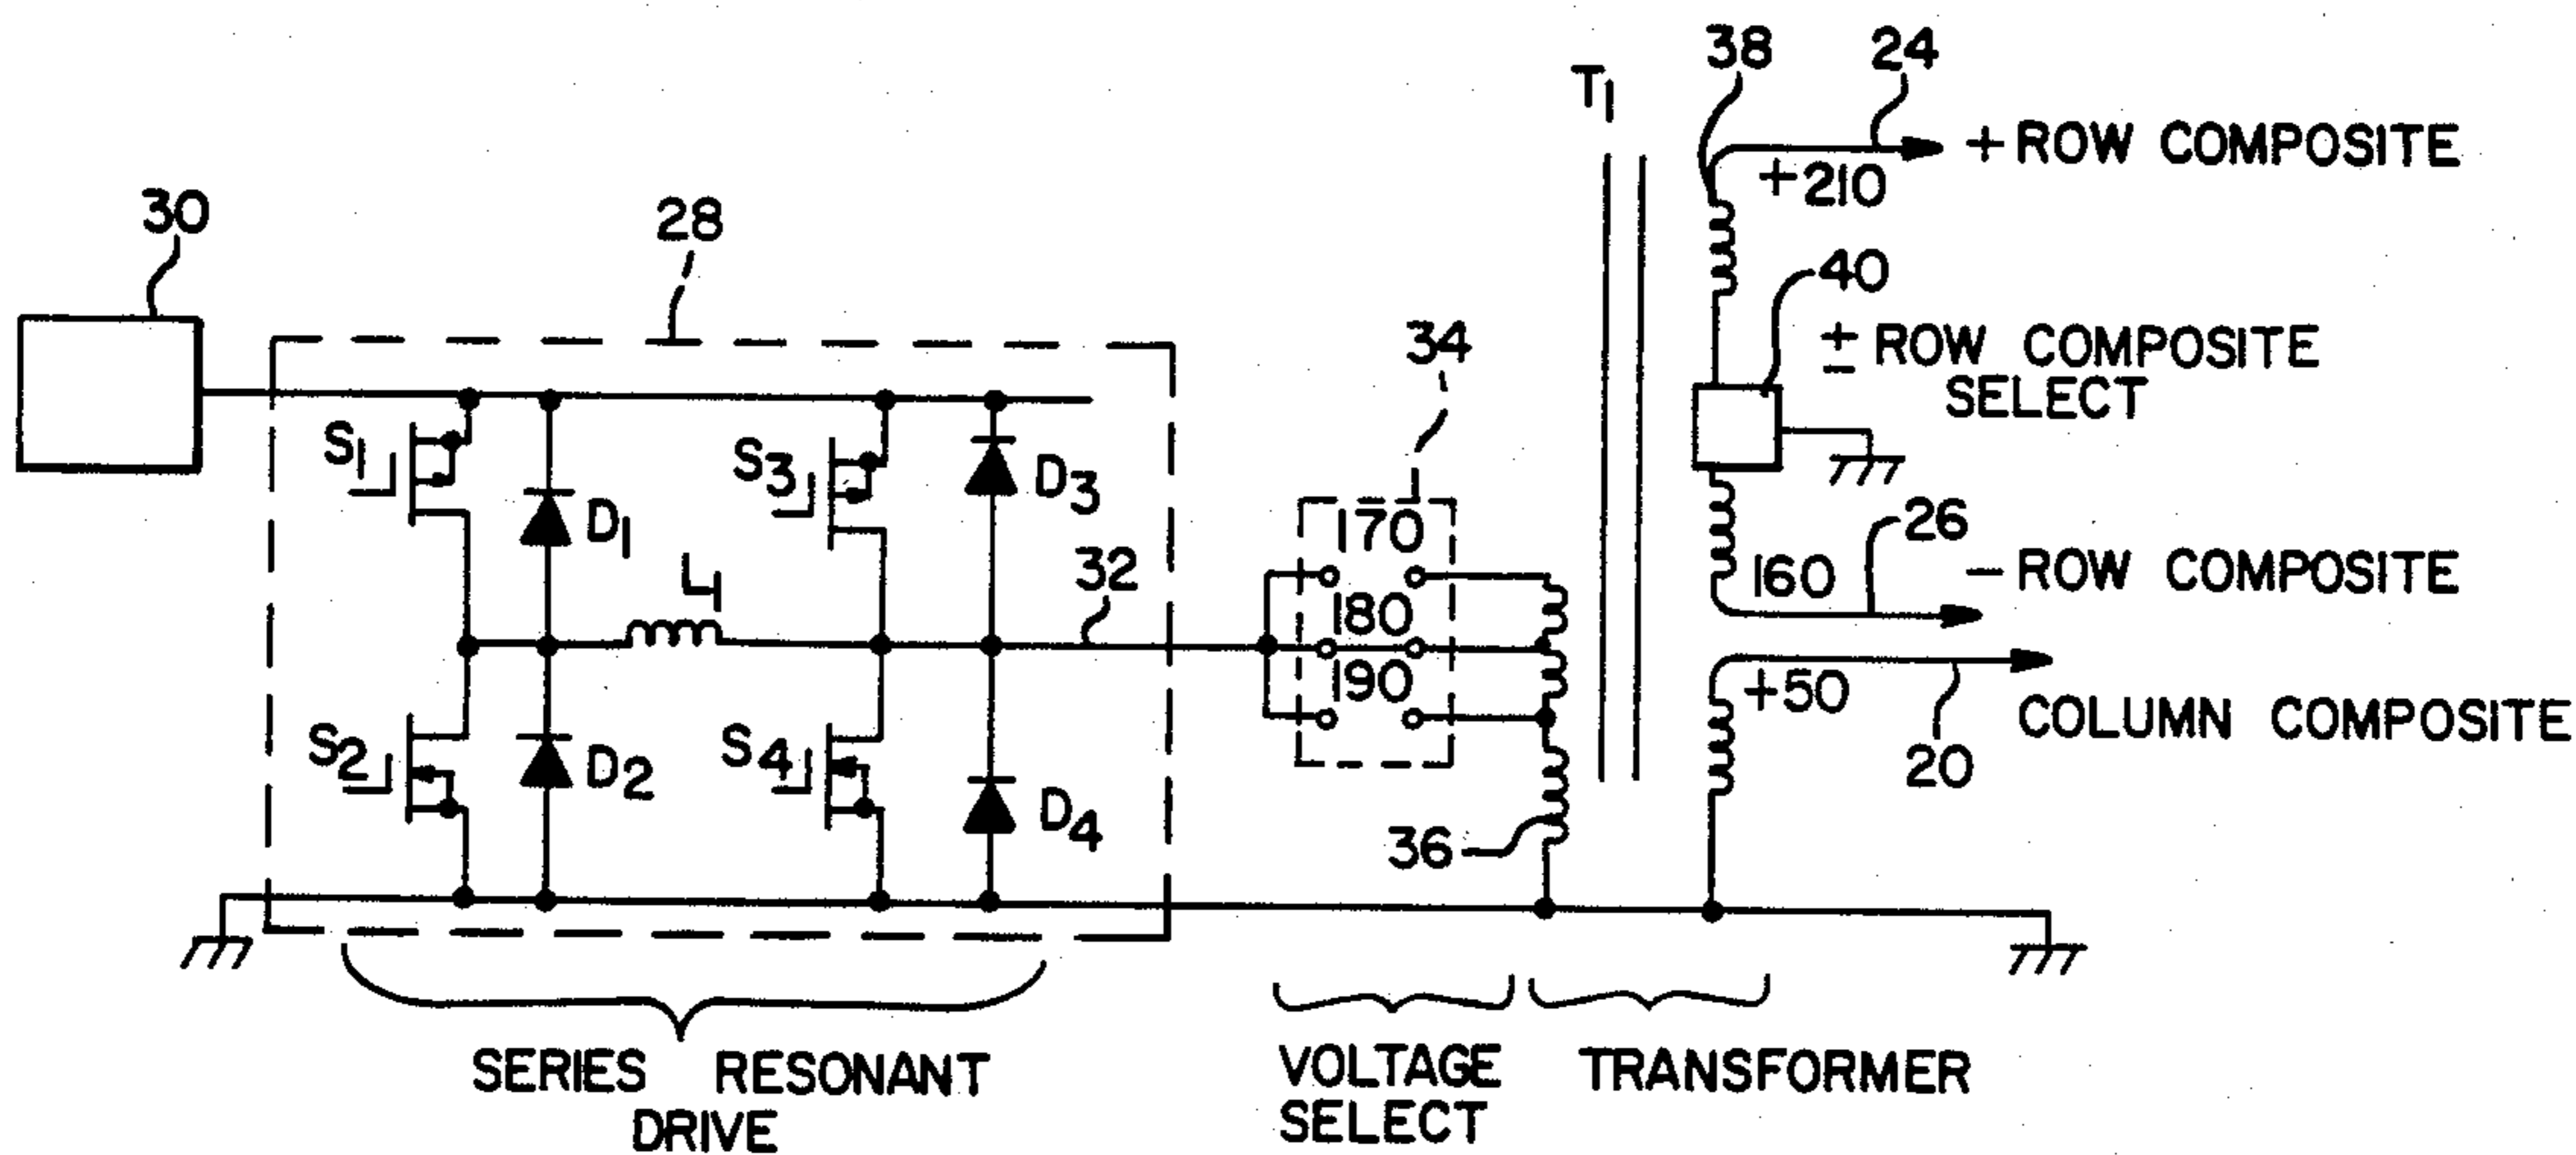 38
24
T1
+ ROW COMPOSITE
+210
30
28
40
34
± ROW COMPOSITE
SELECT
S1
S3
D3
170
D1
26
L1
32
180
160
- ROW COMPOSITE
190
+50
S2
D2
S4
D4
COLUMN COMPOSITE
20
36
SERIES RESONANT
DRIVE
VOLTAGE
SELECT
TRANSFORMER